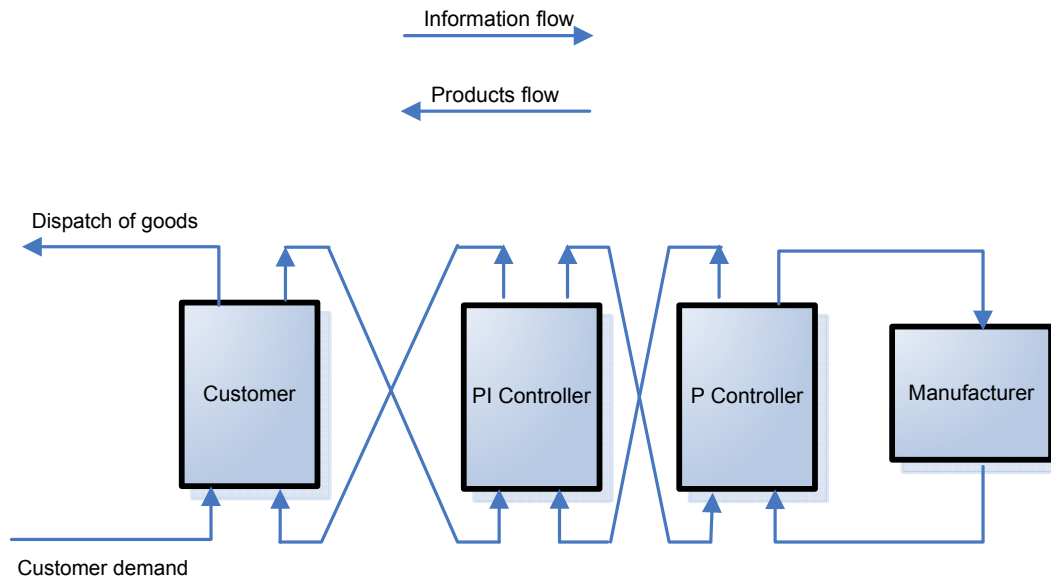 Information flow
Products flow
Dispatch of goods
Customer
PI Controller
P Controller
Manufacturer
Customer demand